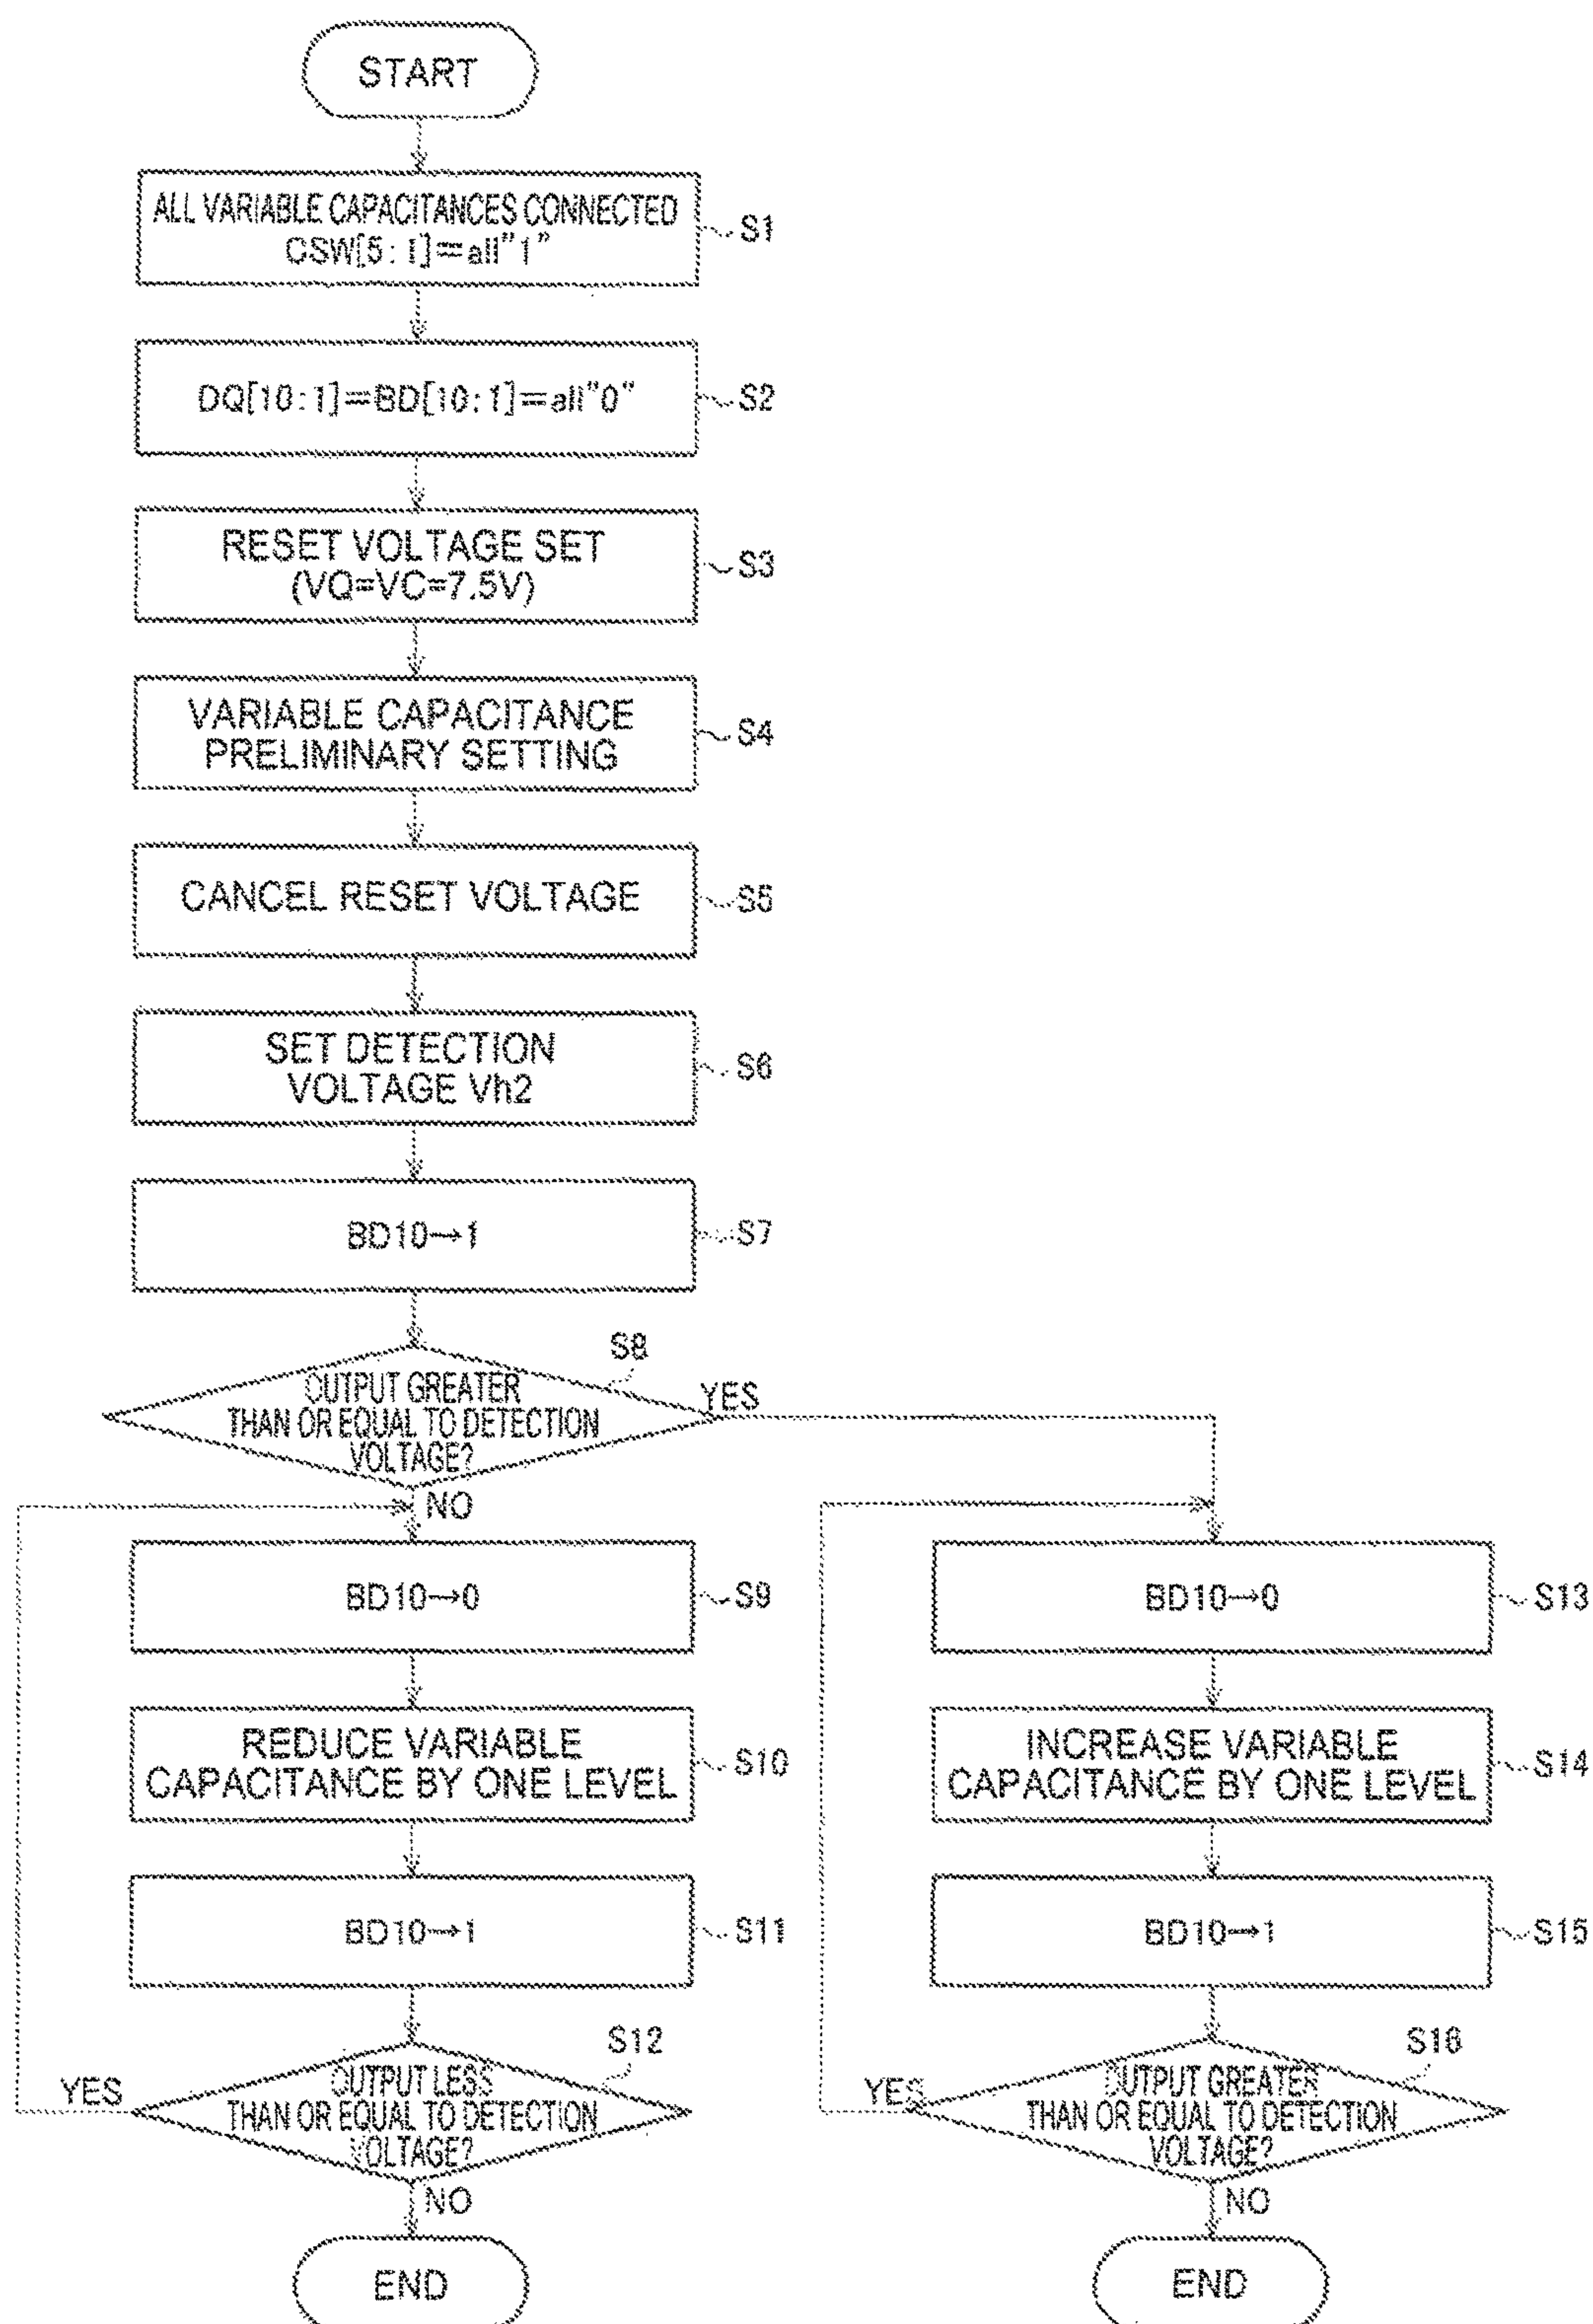 START
ALL VARIABLE CAPACITANCES CONNECTED
CSW[5:1]=all"1"
S1
DQ[10:1]=BD[10:1]=all"0"
S2
RESET VOLTAGE SET
(VQ=VC=7.5V)
S3
VARIABLE CAPACITANCE
PRELIMINARY SETTING
S4
CANCEL RESET VOLTAGE
S5
SET DETECTION
VOLTAGE Vh2
S6
BD10→1
S7
S8
OUTPUT GREATER
THAN OR EQUAL TO DETECTION
VOLTAGE?
YES
NO
BD10→0
S9
REDUCE VARIABLE
CAPACITANCE BY ONE LEVEL
S10
BD10→1
S11
S12
OUTPUT LESS
THAN OR EQUAL TO DETECTION
VOLTAGE?
YES
NO
END
BD10→0
S13
INCREASE VARIABLE
CAPACITANCE BY ONE LEVEL
S14
BD10→1
S15
S16
OUTPUT GREATER
THAN OR EQUAL TO DETECTION
VOLTAGE?
YES
NO
END